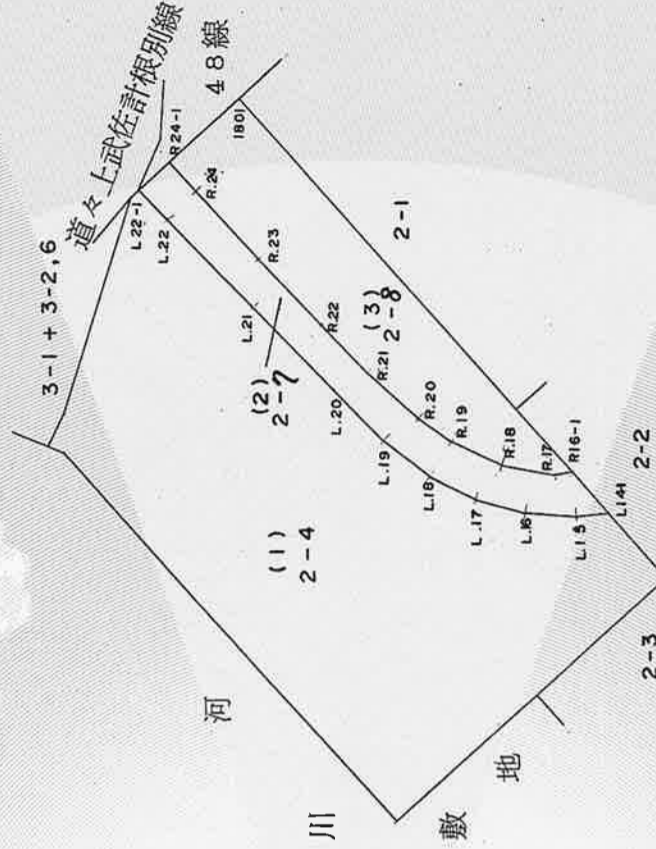 道々上武佐計根別線
48線
3-1+3-2,6
R24-1
1801
L.22-1
L.22
R.24
R.23
L.21
2-1
(2)
2-7
R.22
(3)
2-8
L.20
R.21
R.20
L.19
R.19
L.18
R.18
(1)
2-4
L.17
R.17
R16-1
L.16
L.15
L14-1
2-2
2-3
河
川
敷
地